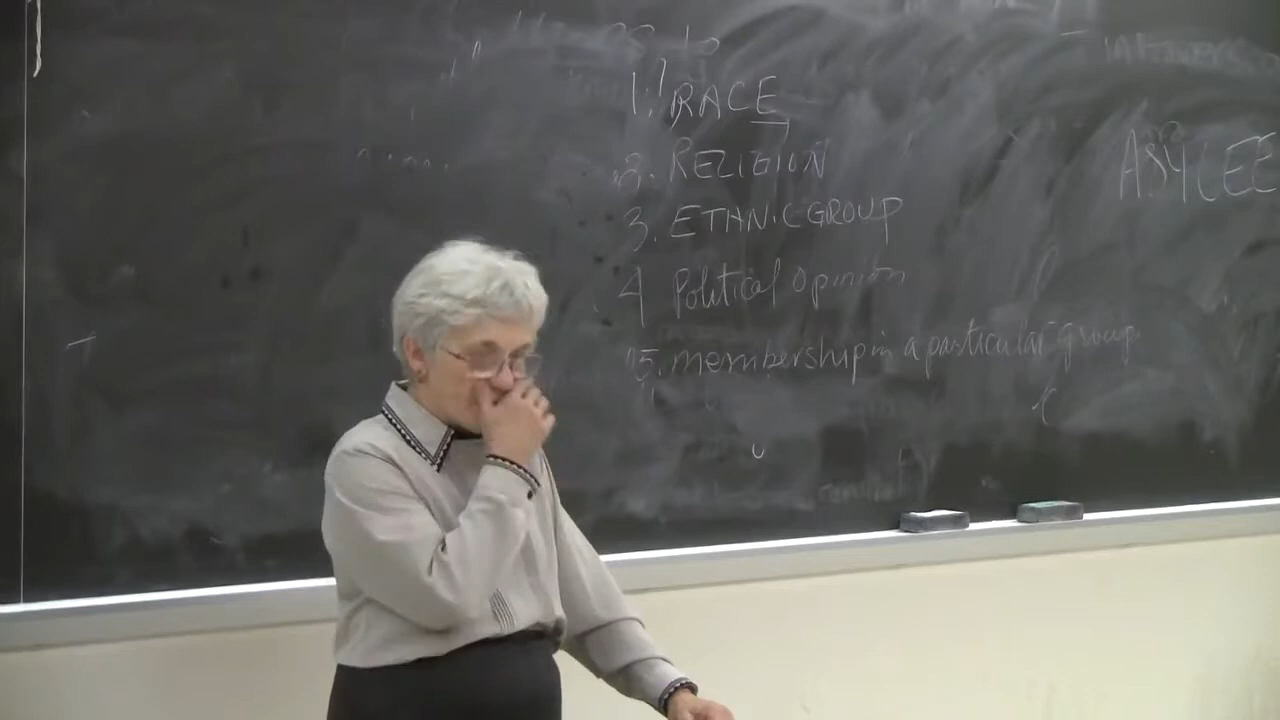 1. RACE
2. RELIGION
3. ETHNIC GROUP
4 Political opinion
5. membership in a particular group
ASYLEE